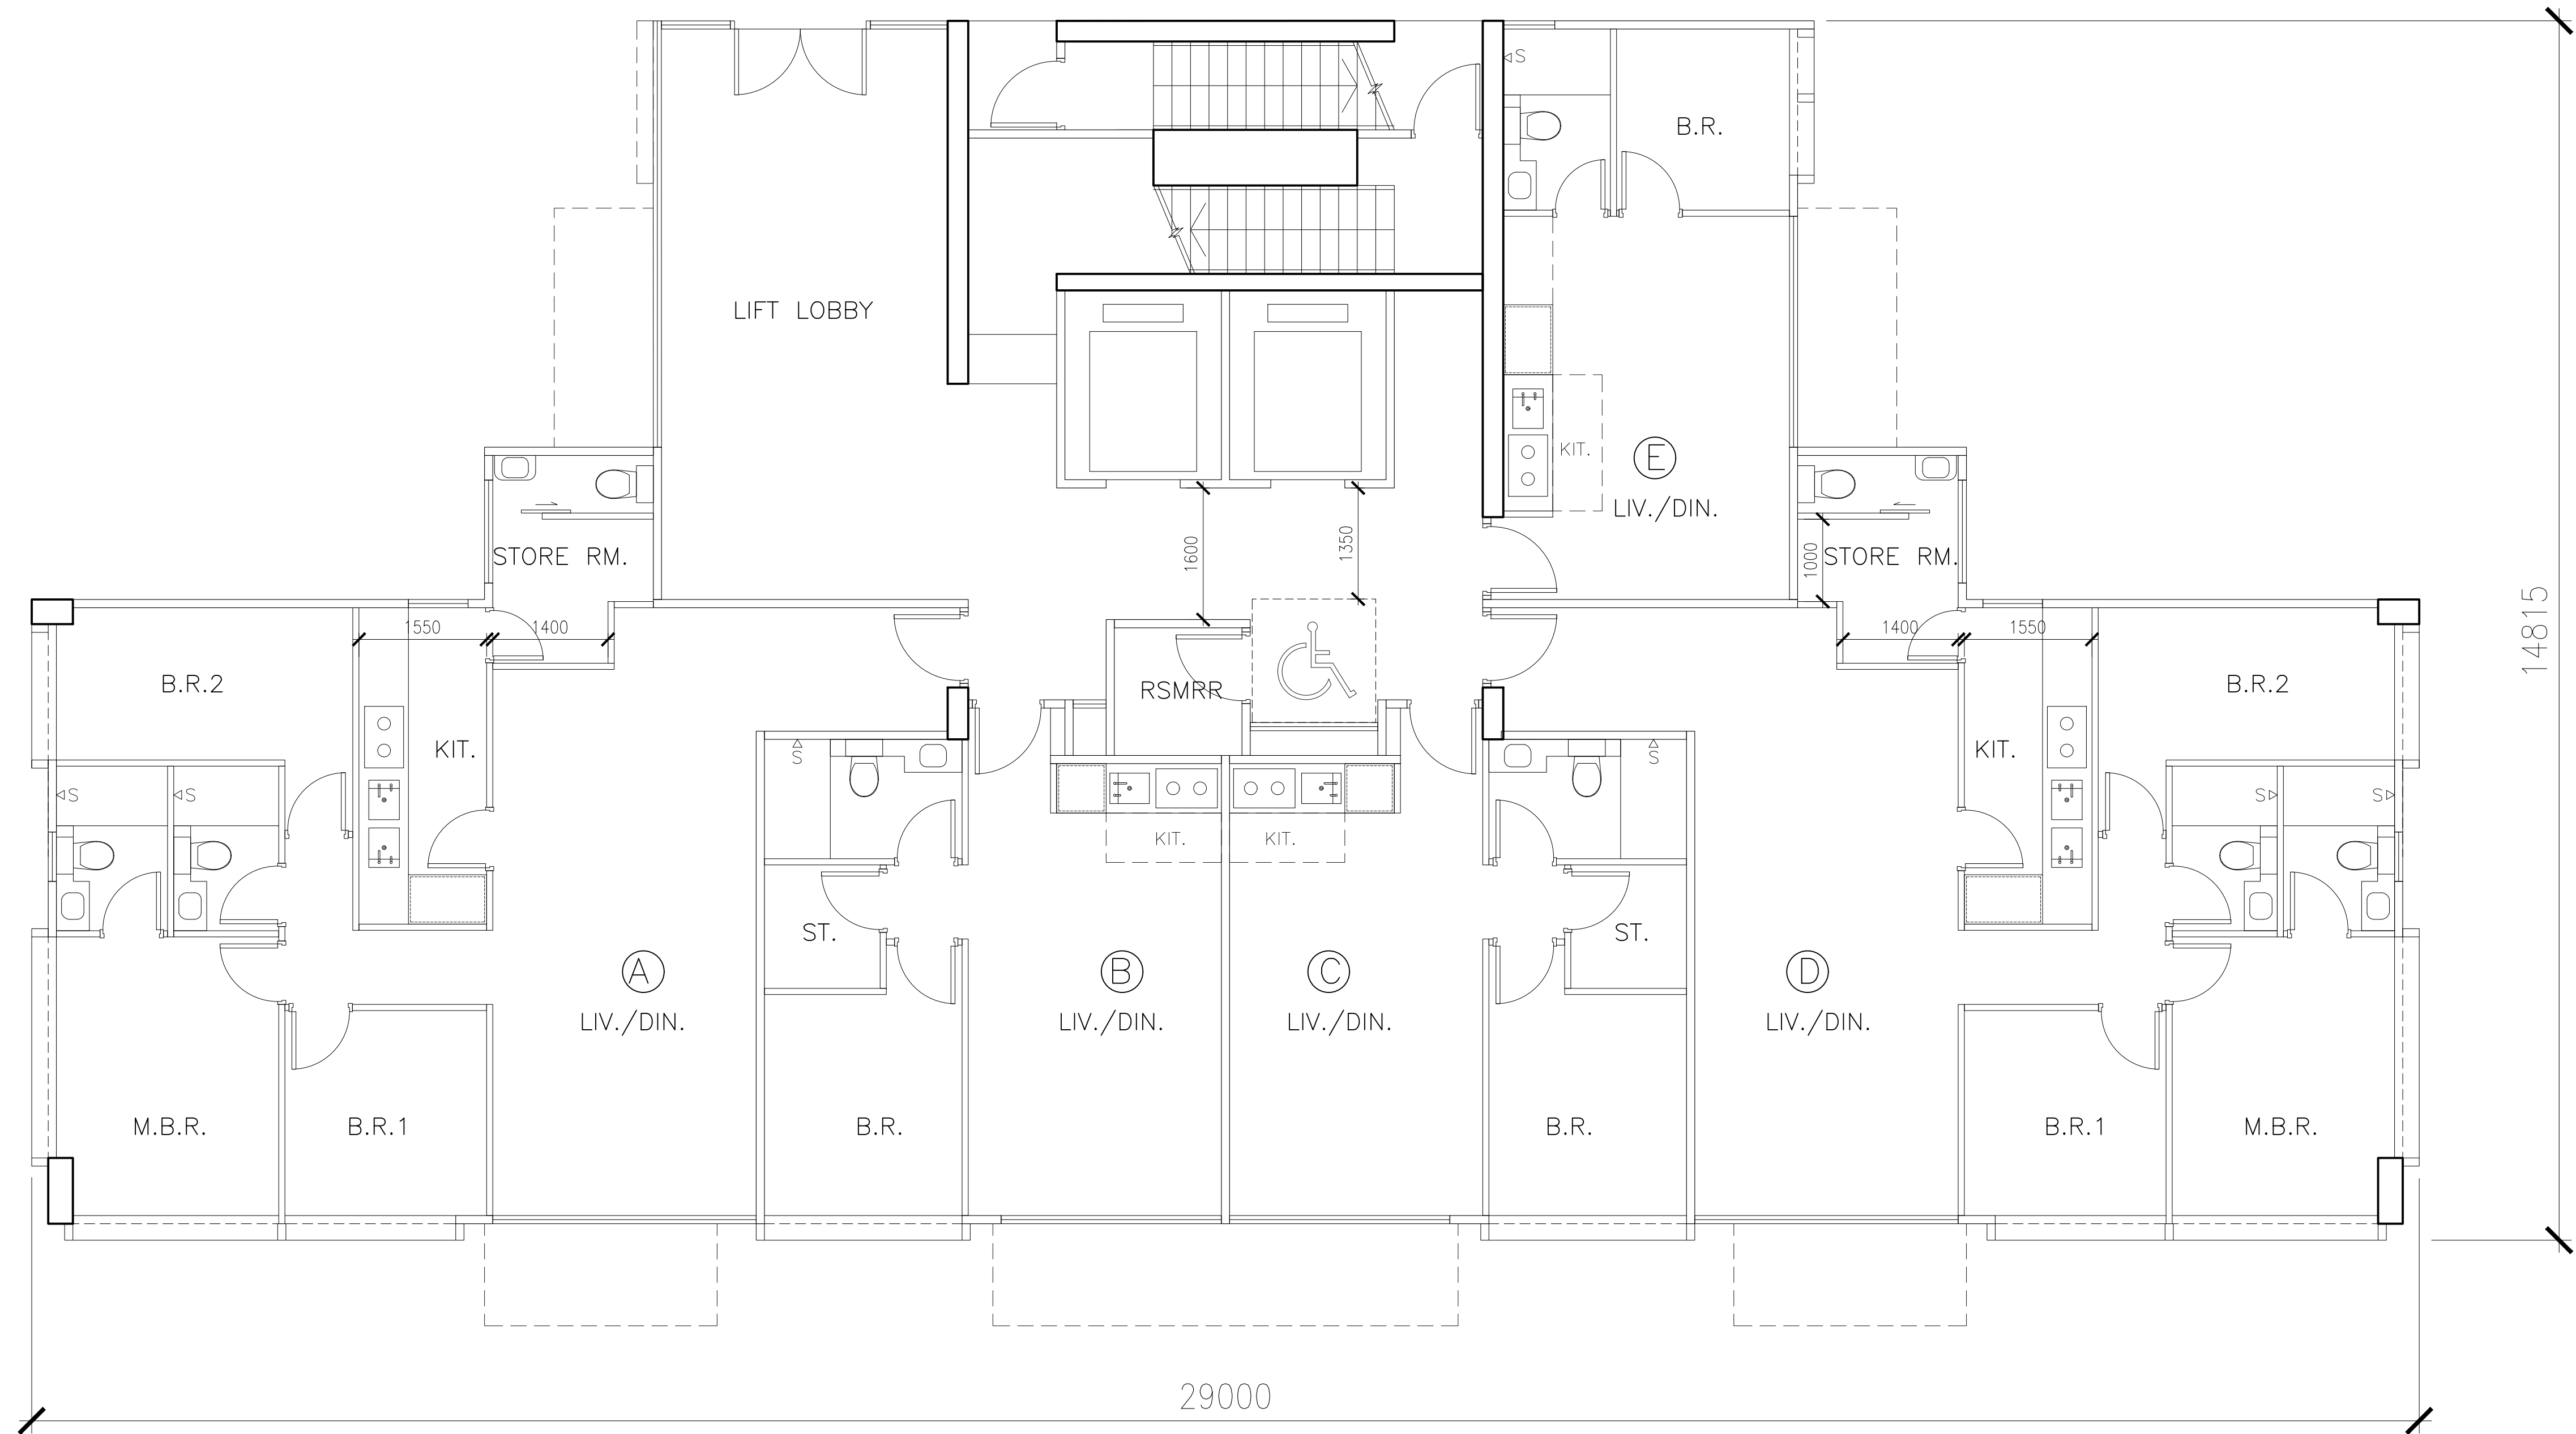 S
B.R.
LIFT LOBBY
KIT.
E
LIV./DIN.
1600
1350
1000
STORE RM.
STORE RM.
14815
1550
1400
1400
1550
B.R.2
RSMRR
B.R.2
KIT.
S
S
KIT.
S
S
S
S
KIT.
KIT.
ST.
ST.
A
LIV./DIN.
B
LIV./DIN.
C
LIV./DIN.
D
LIV./DIN.
M.B.R.
B.R.1
B.R.
B.R.
B.R.1
M.B.R.
29000